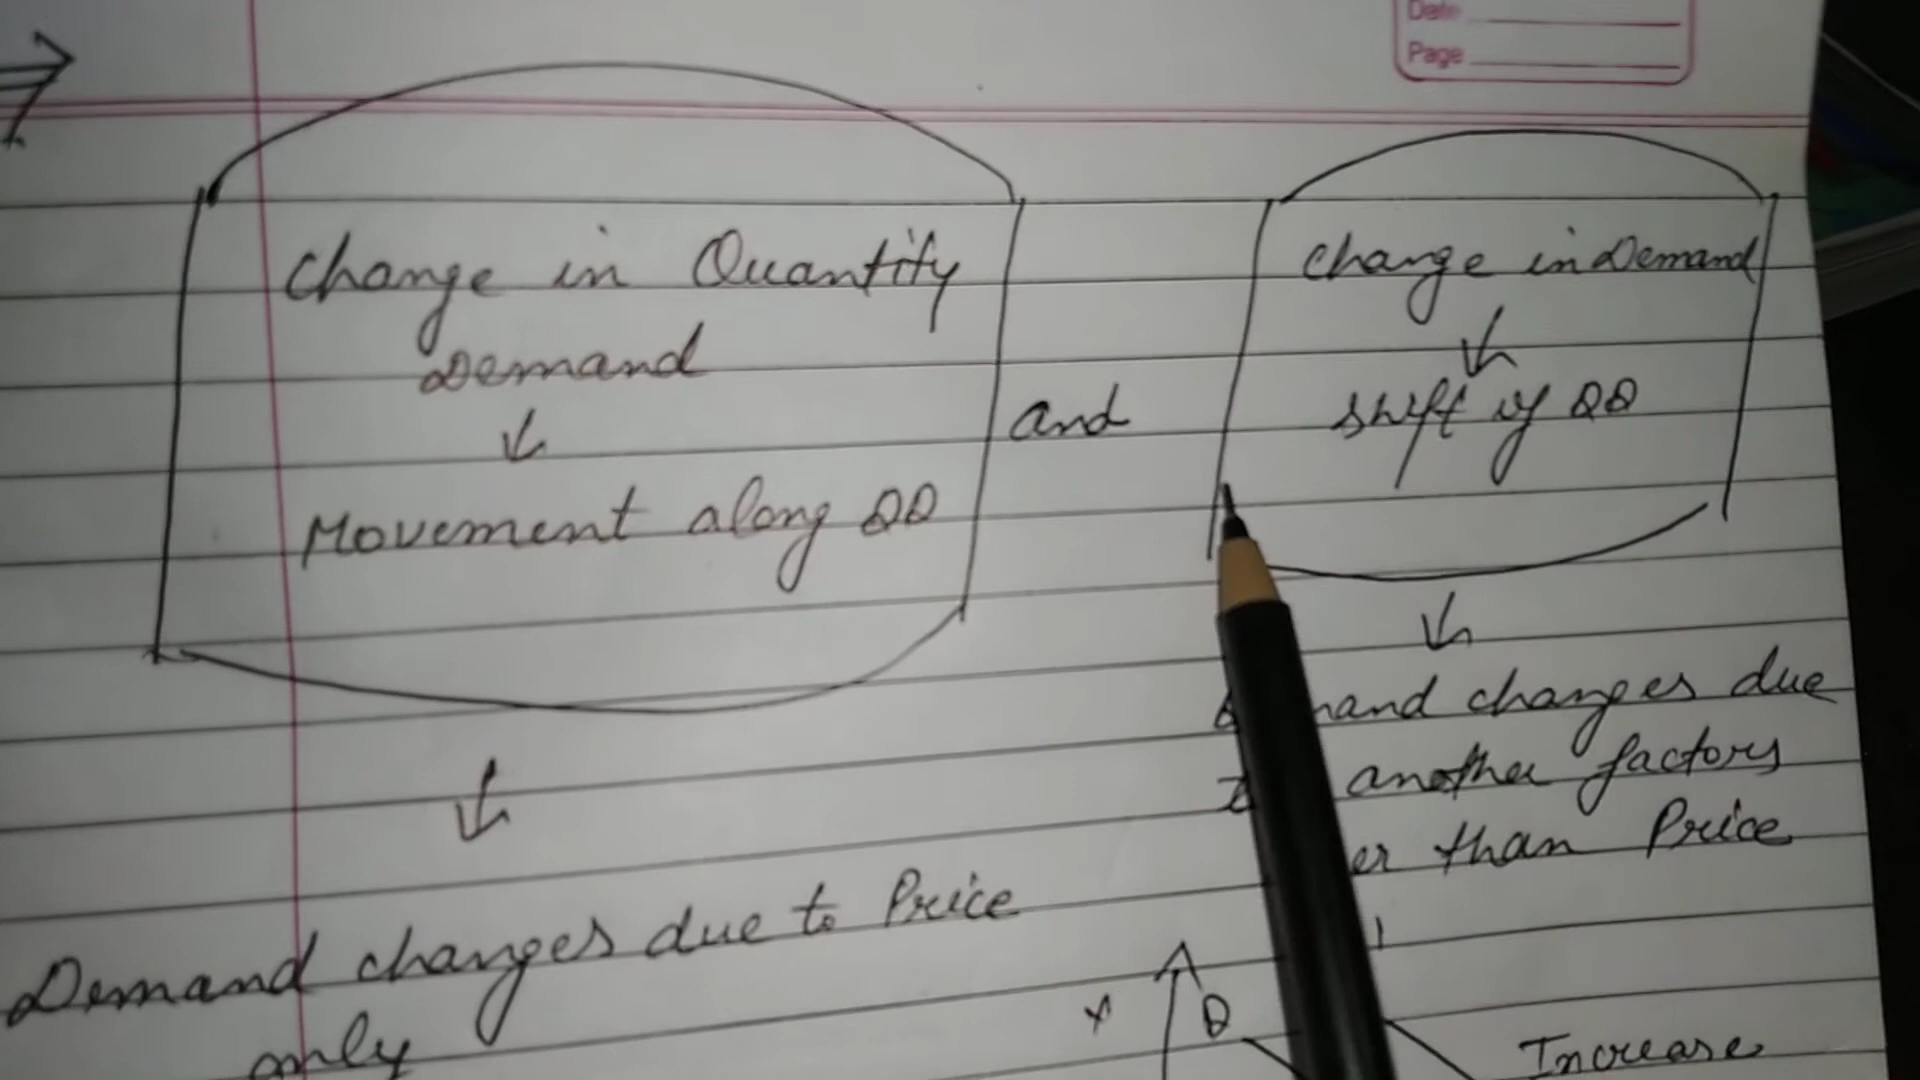 Date
Page
Change in Quantity
Demand
Movement along DD
and
Change in Demand
shift of DD
Demand changes due to Price
only
changes due
another factors
than Price
X
D
Increase